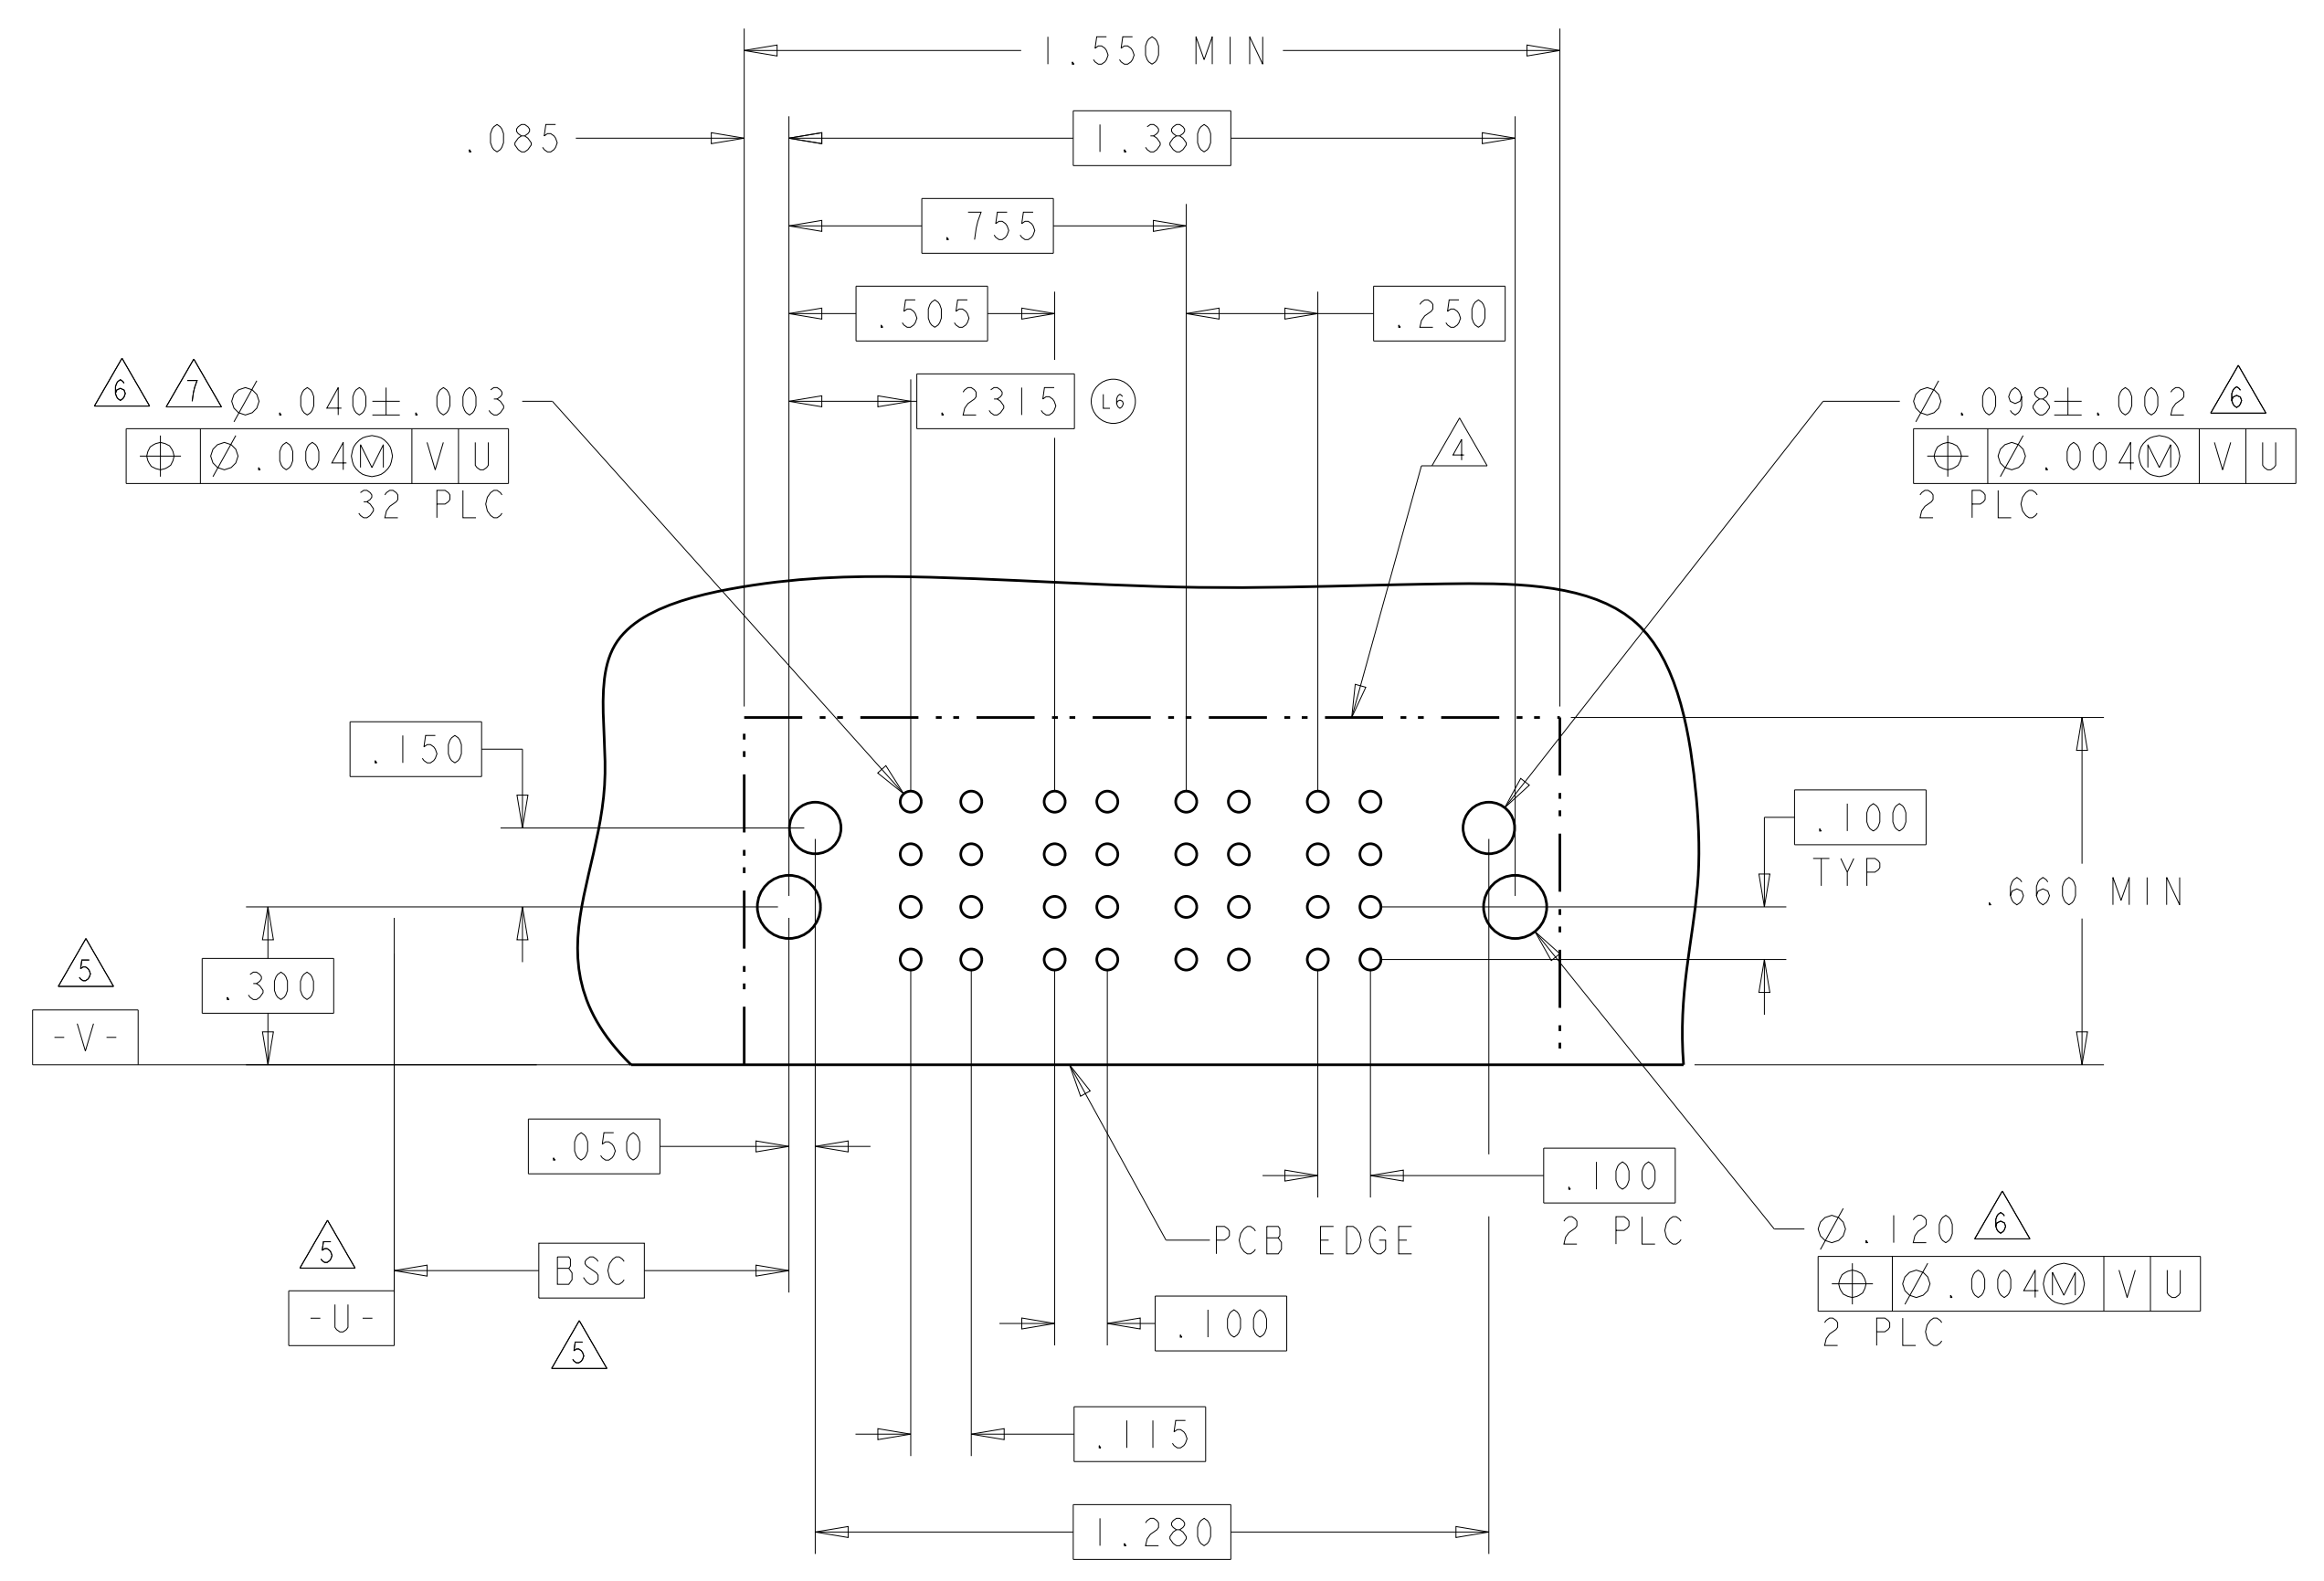 1.550 MIN
.085
1.380
.755
.505
.250
.2315 L6
6 7 Ø.040±.003
⌖ Ø.004Ⓜ V U
32 PLC
4
Ø.098±.002 6
⌖ Ø.004Ⓜ V U
2 PLC
.150
.100
TYP
.660 MIN
5
.300
-V-
.050
.100
2 PLC
PCB EDGE
Ø.120 6
⌖ Ø.004Ⓜ V U
2 PLC
5
BSC
-U-
5
.100
.115
1.280